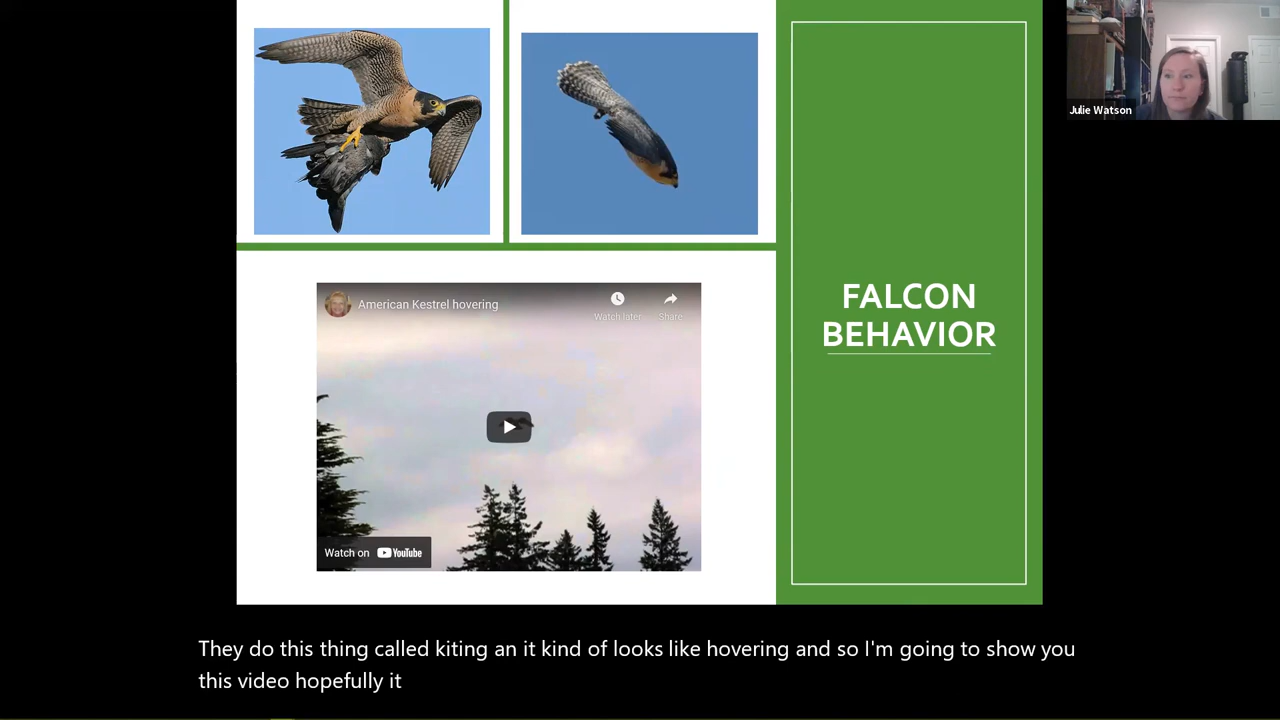 Julie Watson
American Kestrel hovering
Watch later
Share
FALCON
BEHAVIOR
Watch on YouTube
They do this thing called kiting an it kind of looks like hovering and so I'm going to show you
this video hopefully it